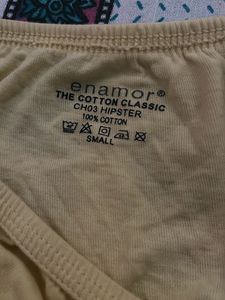 enamor®
THE COTTON CLASSIC
CH03 HIPSTER
100% COTTON
SMALL